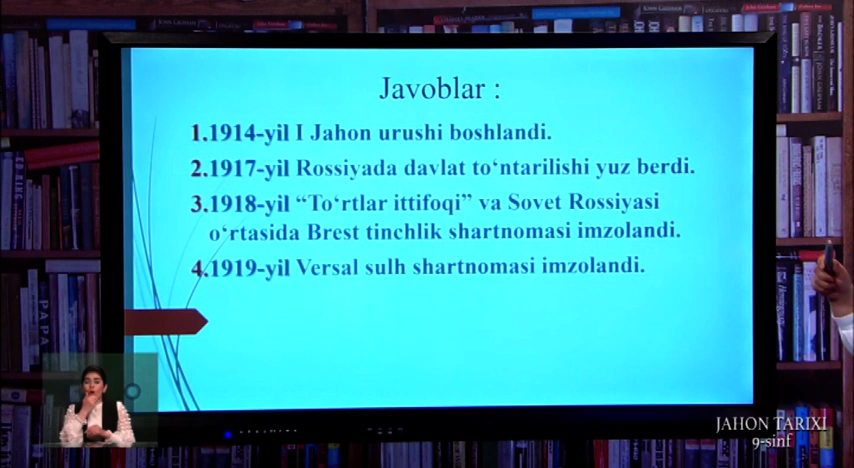 Javoblar :
1.1914-yil I Jahon urushi boshlandi.
2.1917-yil Rossiyada davlat to‘ntarilishi yuz berdi.
3.1918-yil “To‘rtlar ittifoqi” va Sovet Rossiyasi
o‘rtasida Brest tinchlik shartnomasi imzolandi.
4.1919-yil Versal sulh shartnomasi imzolandi.
JAHON TARIXI
9-sinf